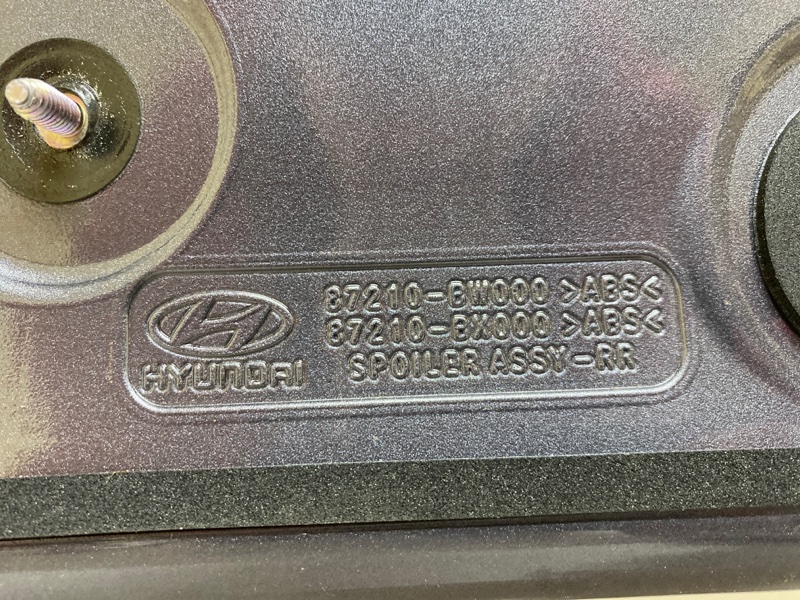 87210-BW000 >ABS<
87210-BX000 >ABS<
SPOILER ASSY-RR
HYUNDAI